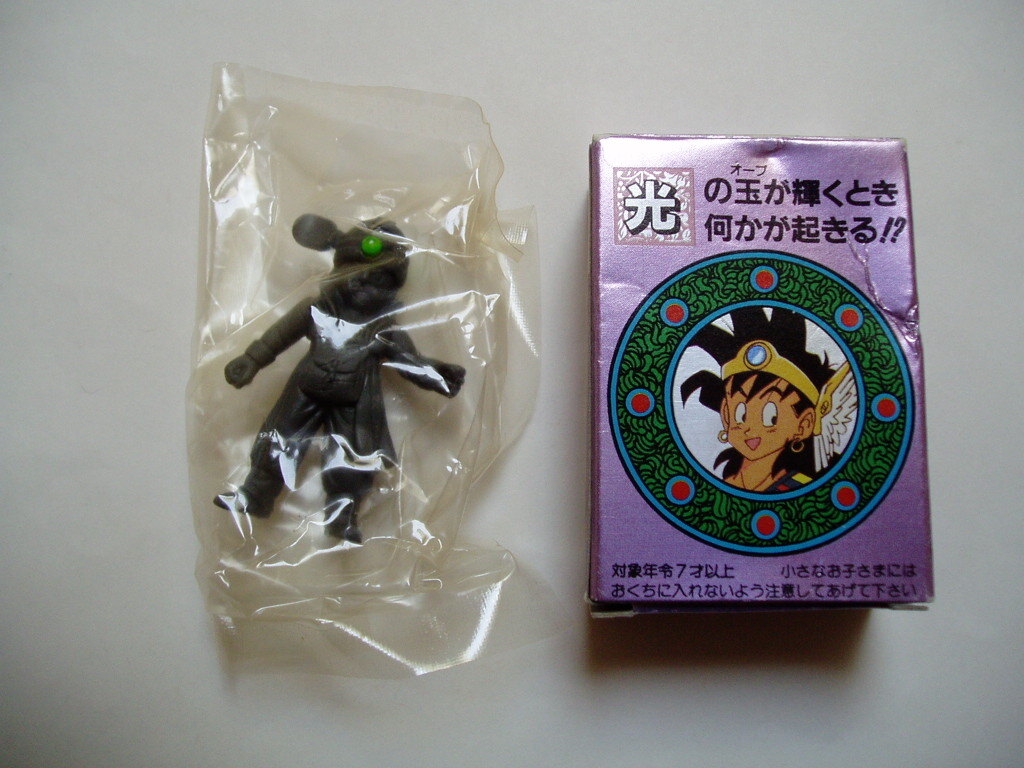 光の玉が輝くとき
オーブ
何かが起きる!?
対象年令7才以上 小さなお子さまには
おくちに入れないよう注意してあげて下さい